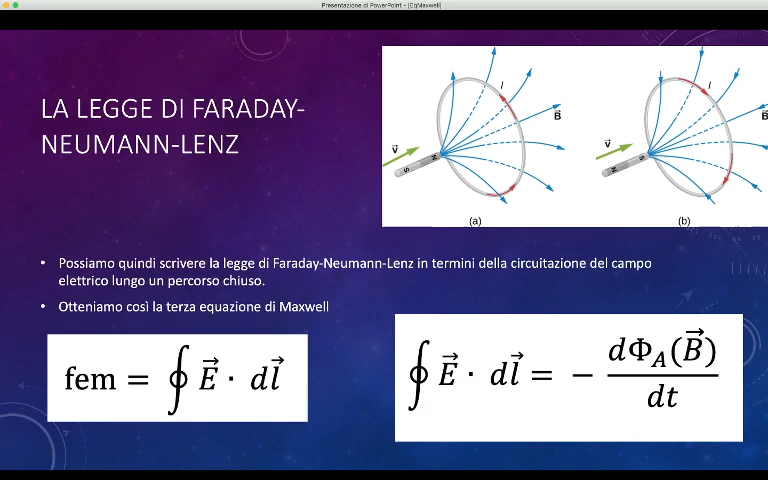 Presentazione di PowerPoint - [EqMaxwell]
LA LEGGE DI FARADAY-
NEUMANN-LENZ
I
B⃗
v⃗
N
S
(a)
I
B⃗
v⃗
S
N
(b)
• Possiamo quindi scrivere la legge di Faraday-Neumann-Lenz in termini della circuitazione del campo
elettrico lungo un percorso chiuso.
• Otteniamo così la terza equazione di Maxwell
fem = ∮ E⃗ · dl⃗
∮ E⃗ · dl⃗ = − dΦ_A(B⃗)/dt